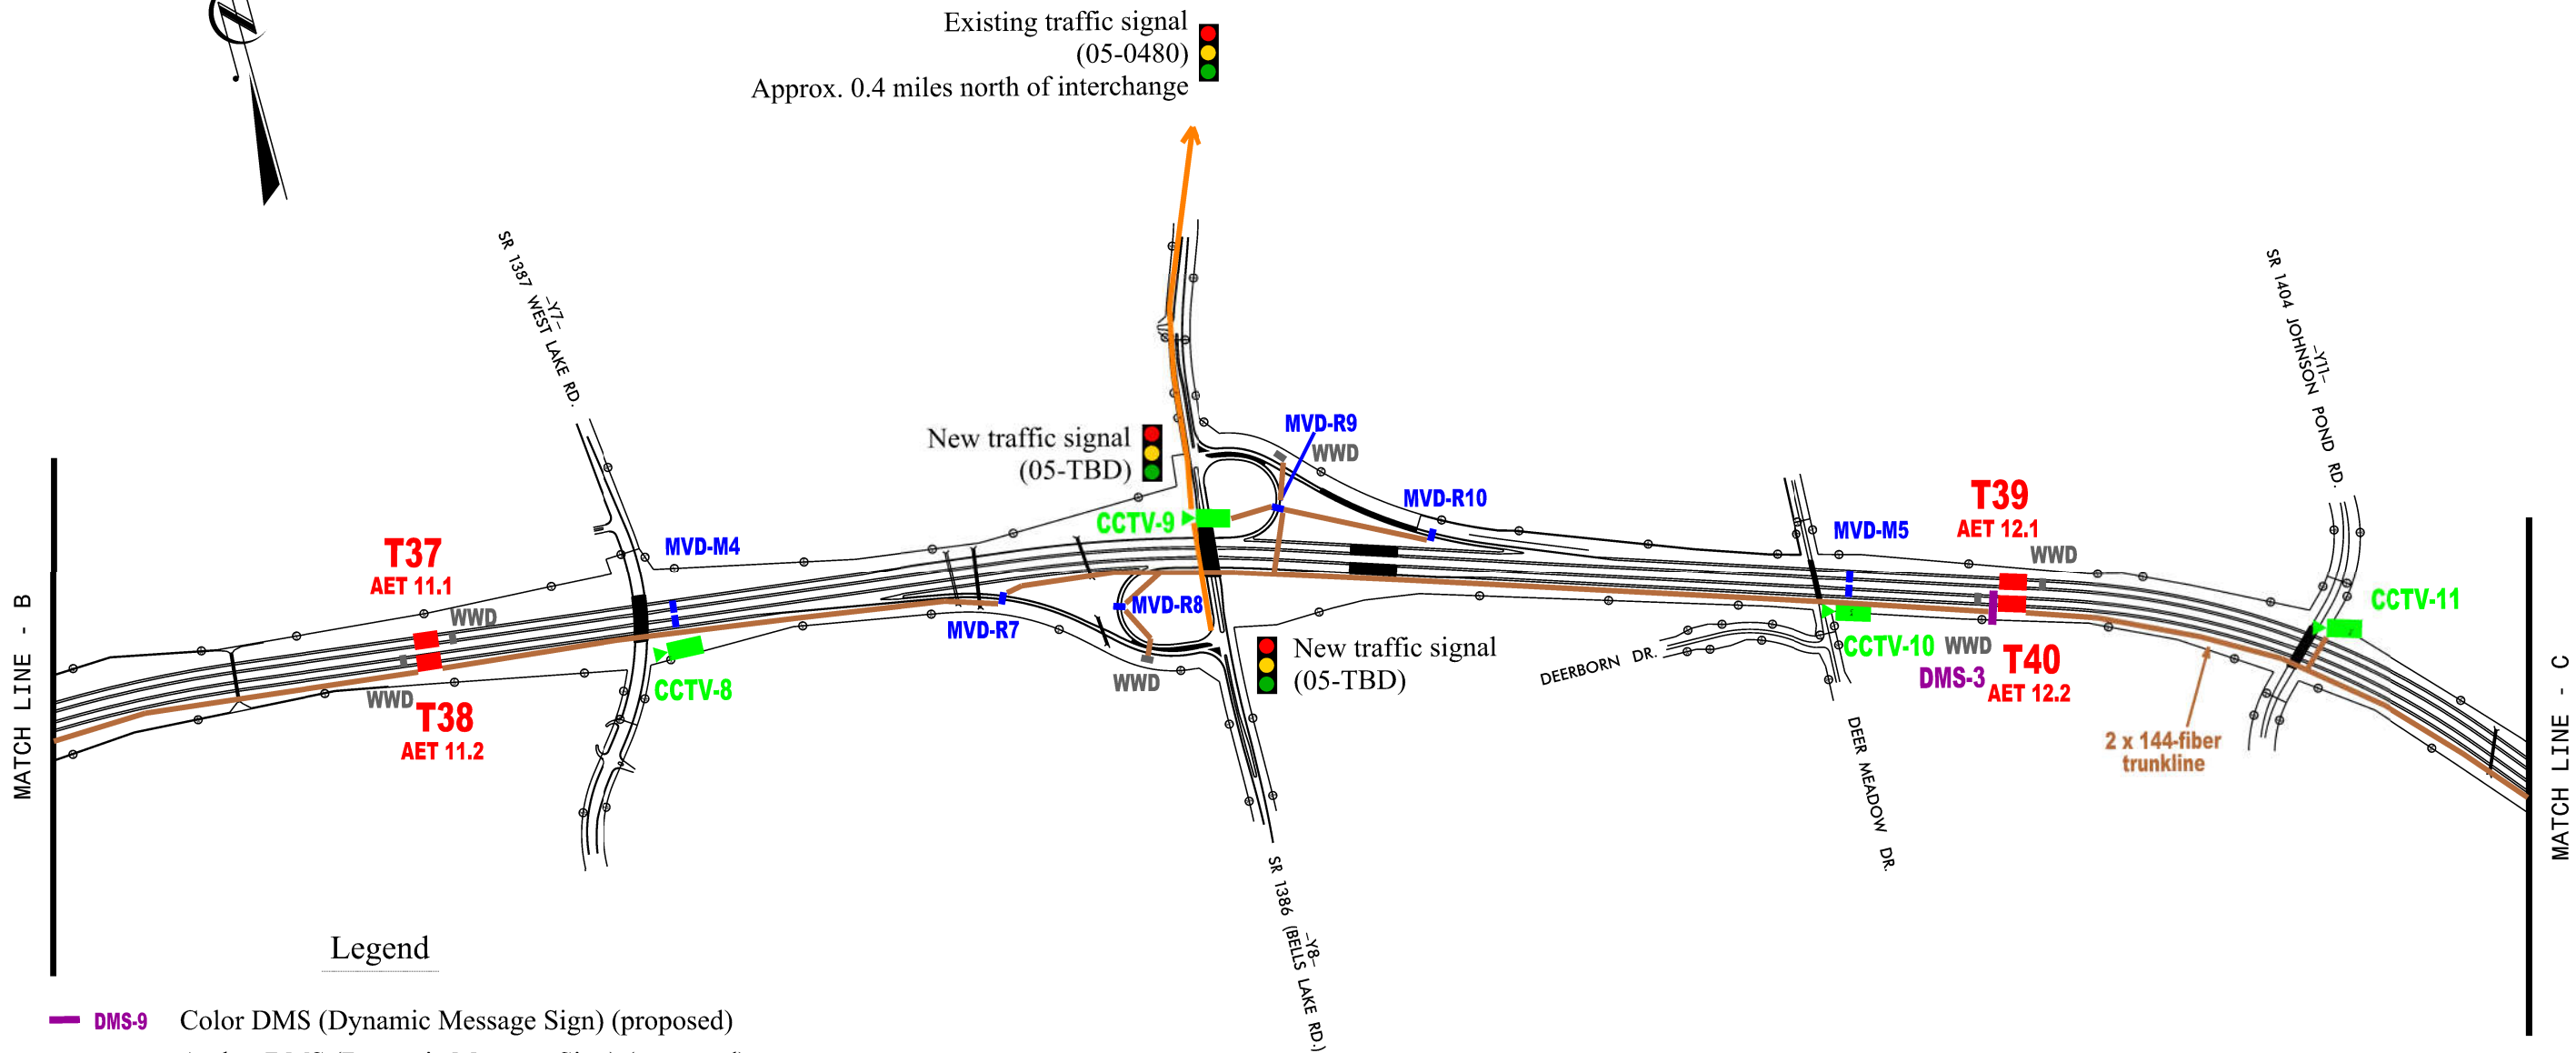 N
Existing traffic signal
(05-0480)
Approx. 0.4 miles north of interchange
SR 1387 WEST LAKE RD.
-Y7-
SR 1404 JOHNSON POND RD.
-Y11-
New traffic signal
(05-TBD)
MVD-R9
WWD
MVD-R10
CCTV-9
T37
AET 11.1
WWD
MVD-M4
MVD-M5
T39
AET 12.1
WWD
MATCH LINE - B
WWD
T38
AET 11.2
CCTV-8
MVD-R7
MVD-R8
WWD
New traffic signal
(05-TBD)
DEERBORN DR.
CCTV-10
WWD
DMS-3
T40
AET 12.2
CCTV-11
2 x 144-fiber
trunkline
DEER MEADOW DR.
MATCH LINE - C
SR 1386 (BELLS LAKE RD.)
-Y8-
Legend
DMS-9 Color DMS (Dynamic Message Sign) (proposed)